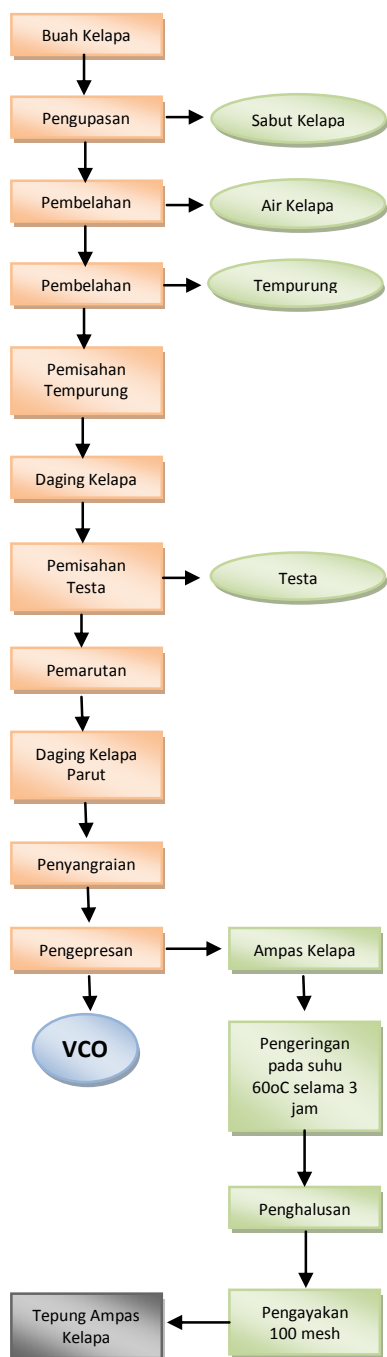 Buah Kelapa
Pengupasan
Sabut Kelapa
Pembelahan
Air Kelapa
Pembelahan
Tempurung
Pemisahan
Tempurung
Daging Kelapa
Pemisahan
Testa
Testa
Pemarutan
Daging Kelapa
Parut
Penyangraian
Pengepresan
Ampas Kelapa
VCO
Pengeringan
pada suhu
60oC selama 3
jam
Penghalusan
Pengayakan
100 mesh
Tepung Ampas
Kelapa